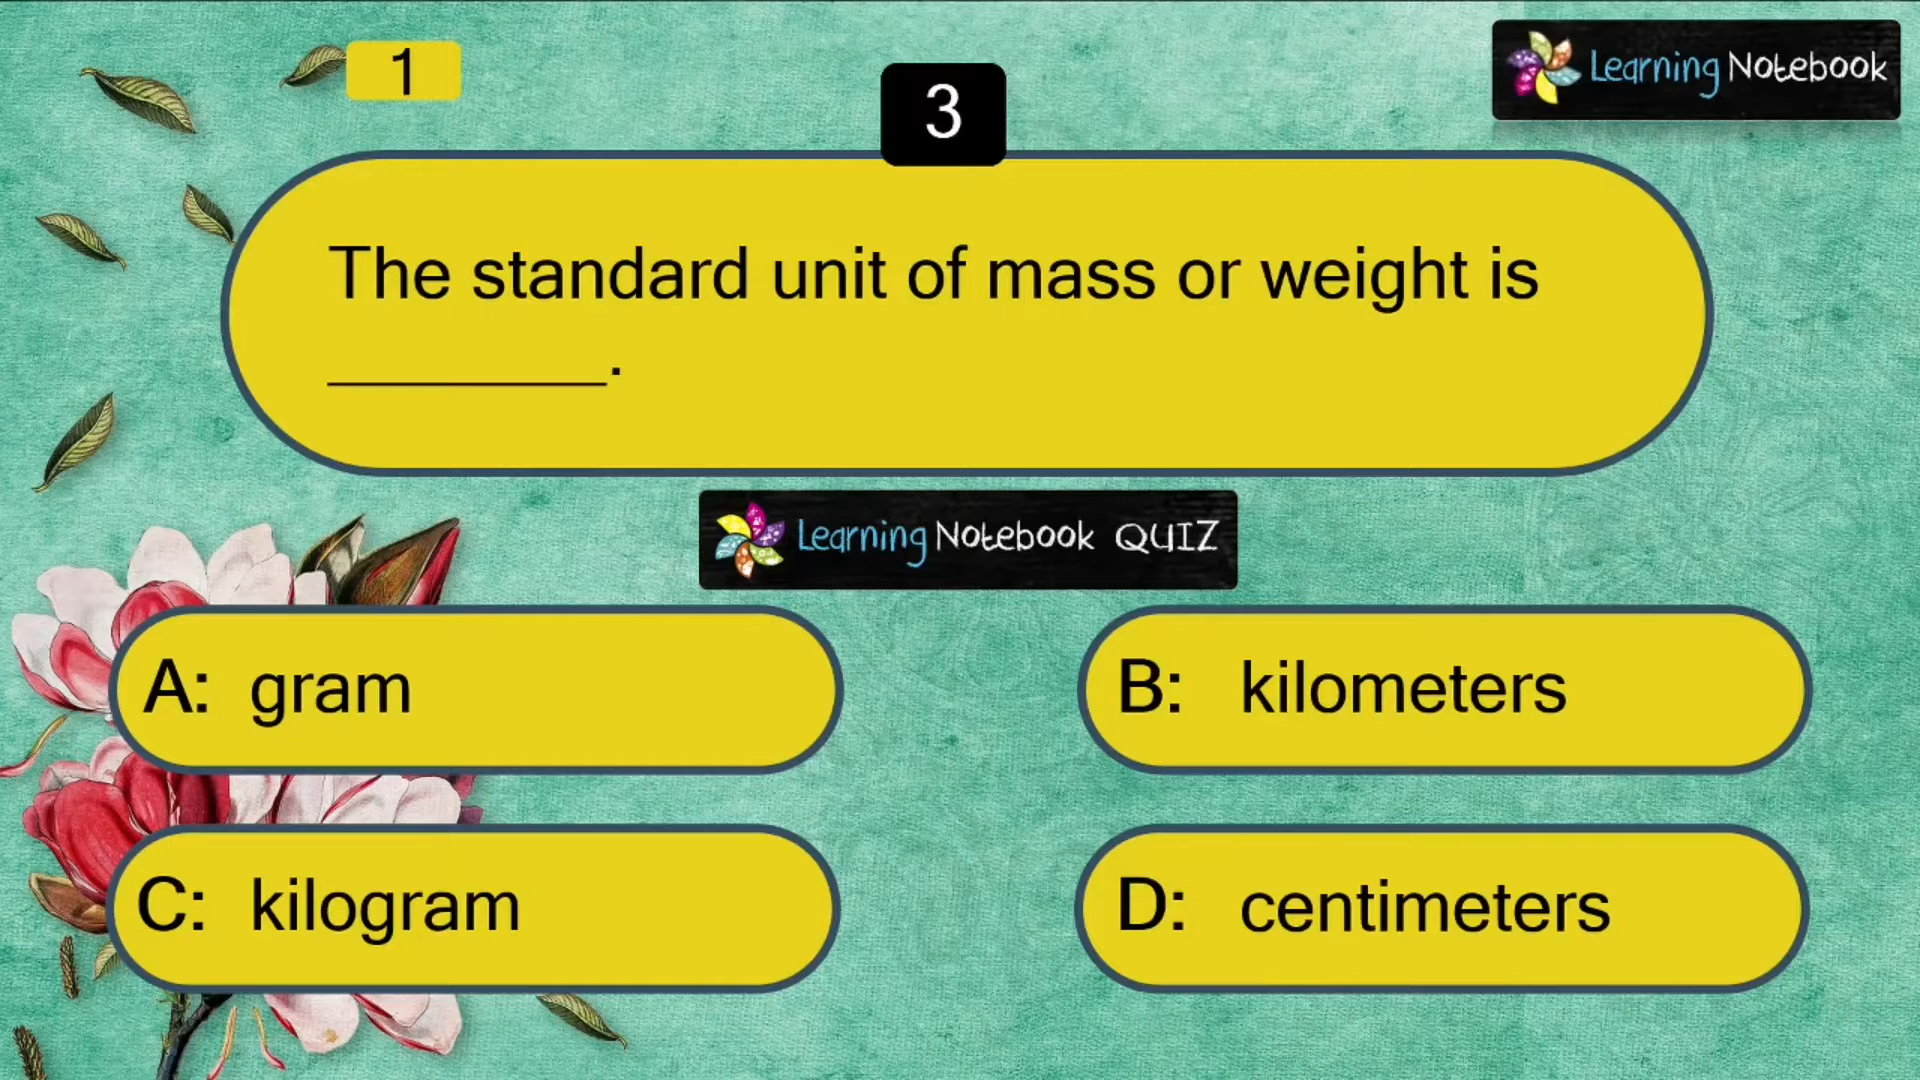 1
3
Learning Notebook
The standard unit of mass or weight is
________.
Learning Notebook QUIZ
A: gram
B: kilometers
C: kilogram
D: centimeters